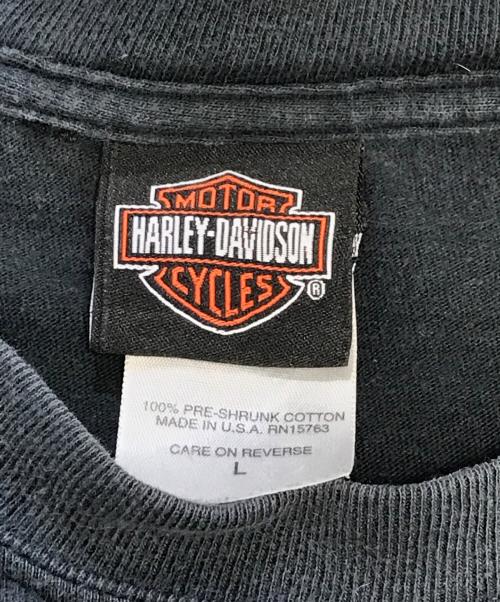 MOTOR
HARLEY-DAVIDSON
CYCLES
®
100% PRE-SHRUNK COTTON
MADE IN U.S.A. RN15763
CARE ON REVERSE
L